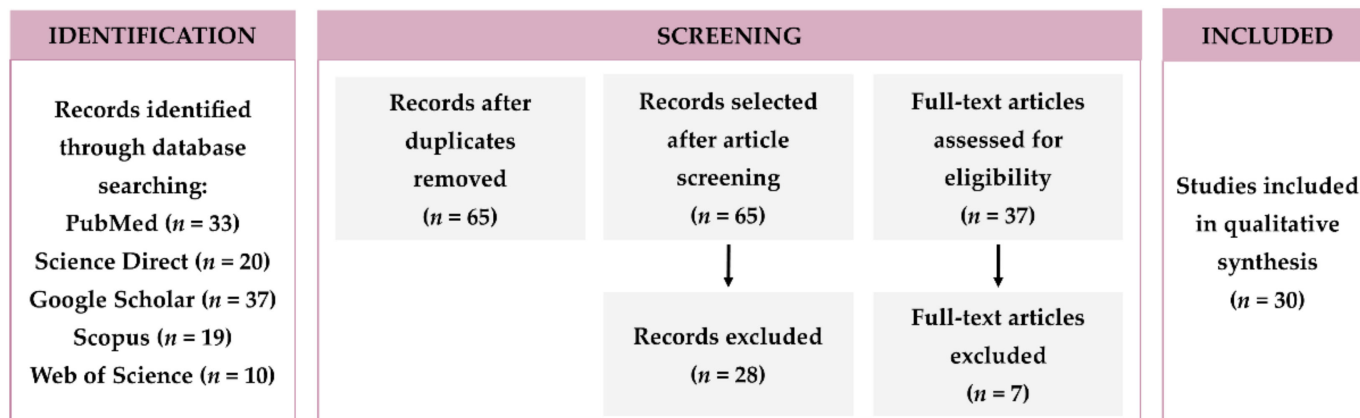 IDENTIFICATION
Records identified
through database
searching:
PubMed (n = 33)
Science Direct (n = 20)
Google Scholar (n = 37)
Scopus (n = 19)
Web of Science (n = 10)
SCREENING
Records after
duplicates
removed
(n = 65)
Records selected
after article
screening
(n = 65)
Records excluded
(n = 28)
Full-text articles
assessed for
eligibility
(n = 37)
Full-text articles
excluded
(n = 7)
INCLUDED
Studies included
in qualitative
synthesis
(n = 30)